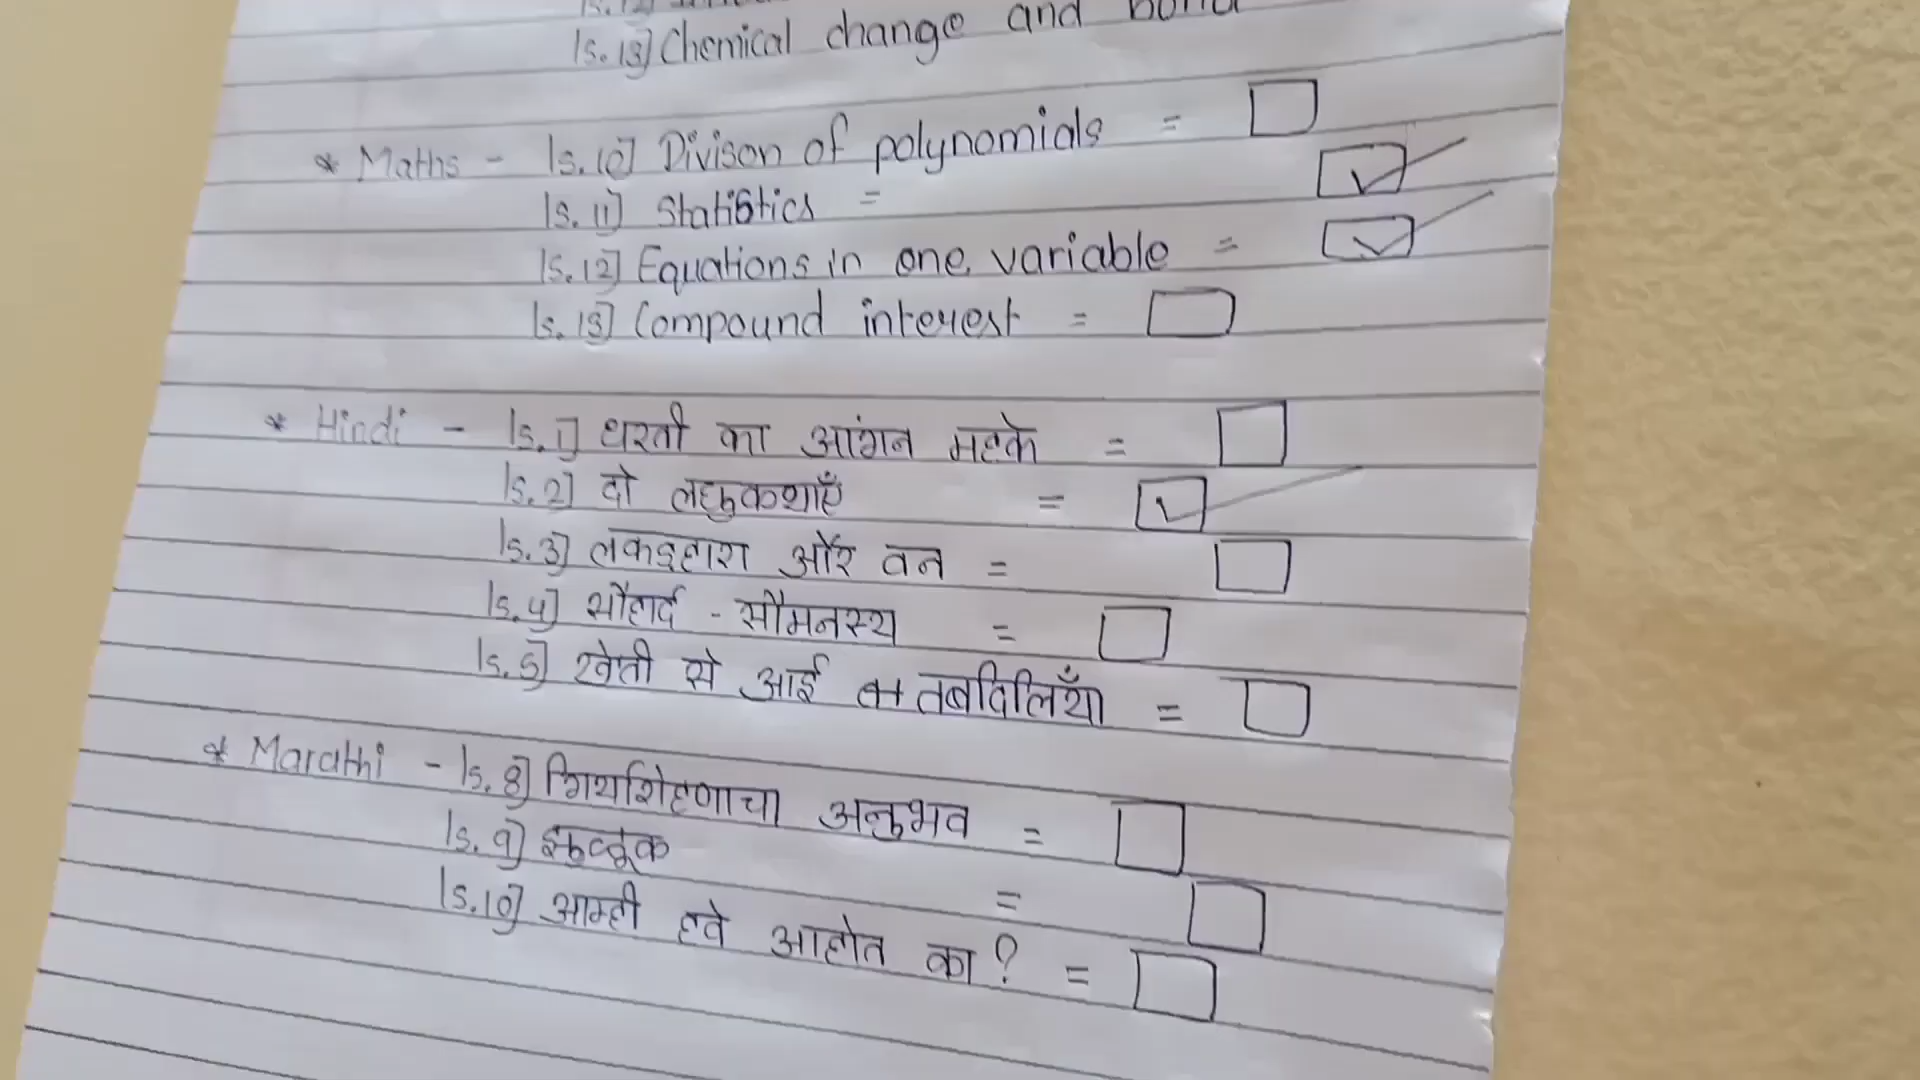 ls. 13] Chemical change and bond
* Maths - ls. 10] Divison of polynomials =
ls. 11] Statistics =
ls. 12] Equations in one variable =
ls. 13] Compound interest =
* Hindi - ls. 1] धरती का आंगन महके =
ls. 2] दो लघुकथाएँ =
ls. 3] लकड़हारा और वन =
ls. 4] सौहार्द - सौमनस्य =
ls. 5] खेती से आई तबदिलियाँ =
* Marathi - ls. 8] गिर्यारोहणाचा अनुभव =
ls. 9] झुळूक =
ls. 10] आम्ही हवे आहोत का? =